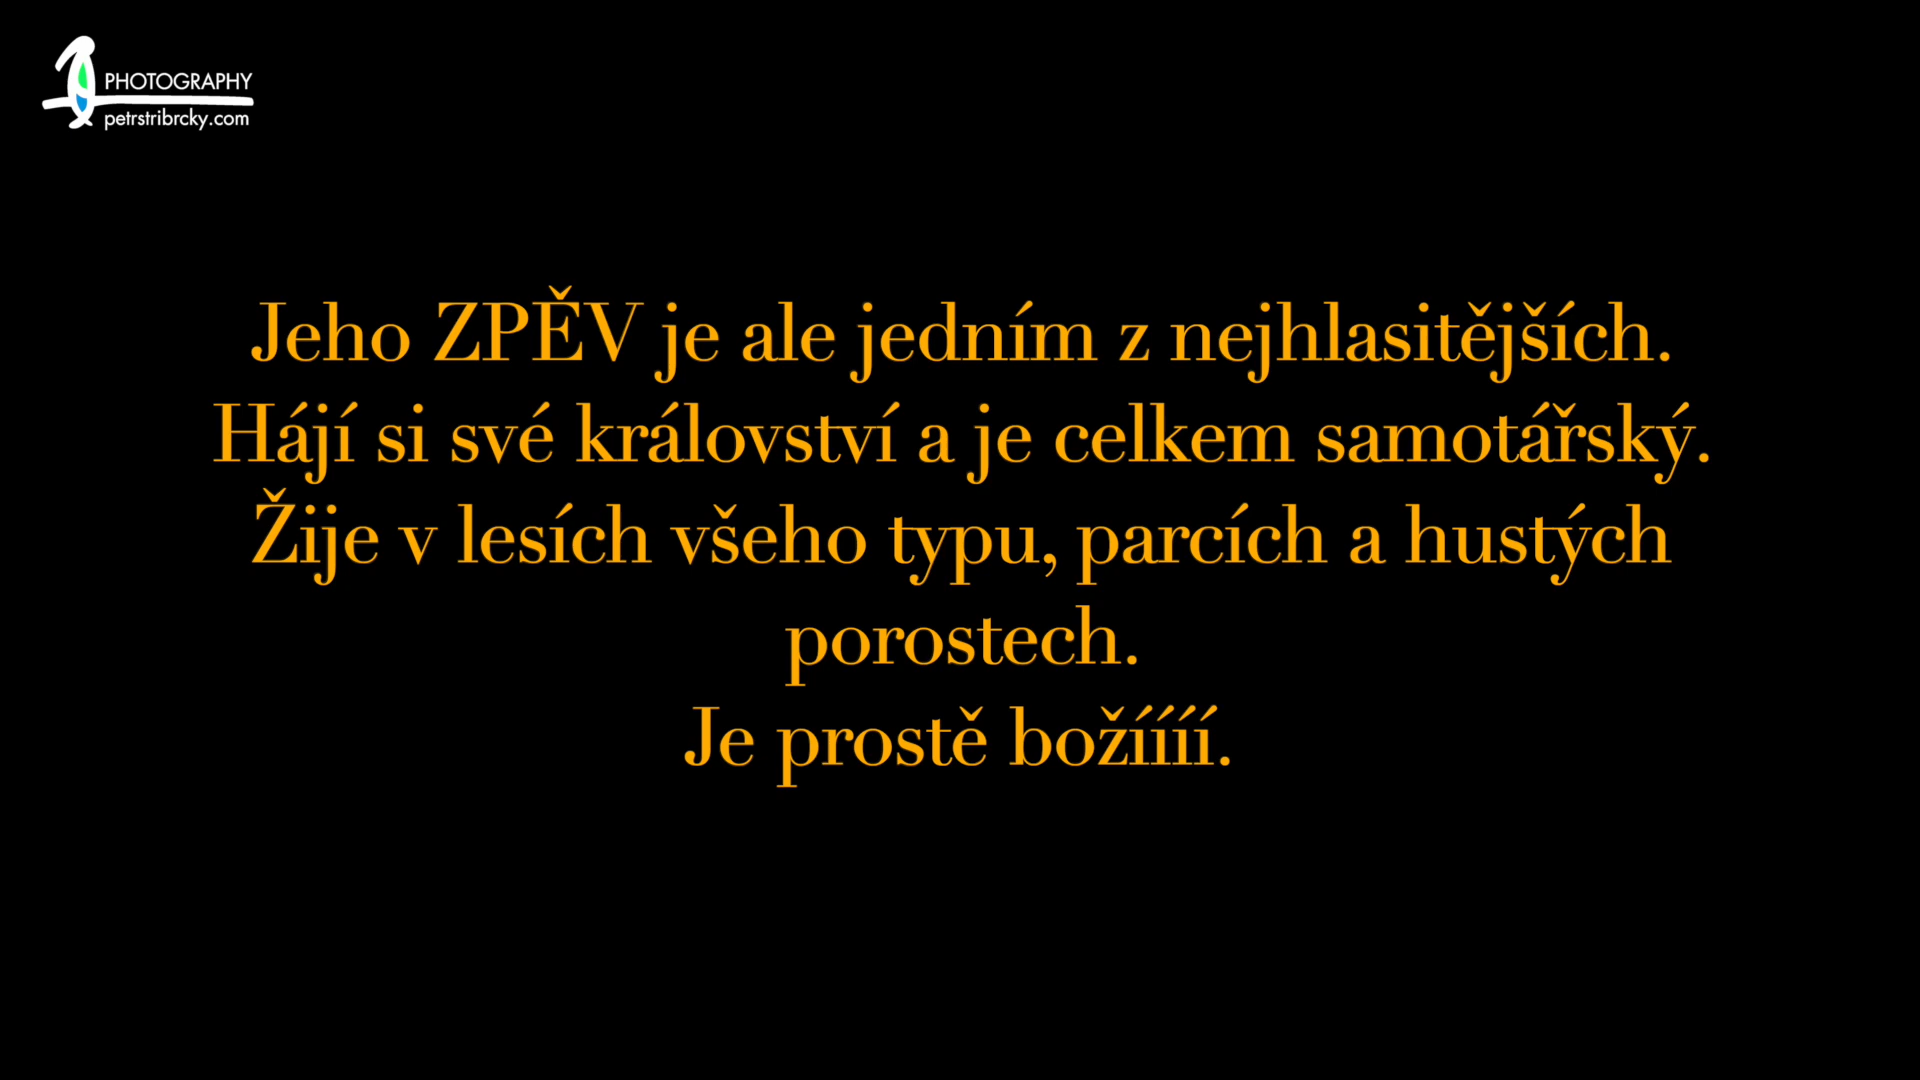 PHOTOGRAPHY
petrstribrcky.com
Jeho ZPĚV je ale jedním z nejhlasitějších.
Hájí si své království a je celkem samotářský.
Žije v lesích všeho typu, parcích a hustých
porostech.
Je prostě božíííí.